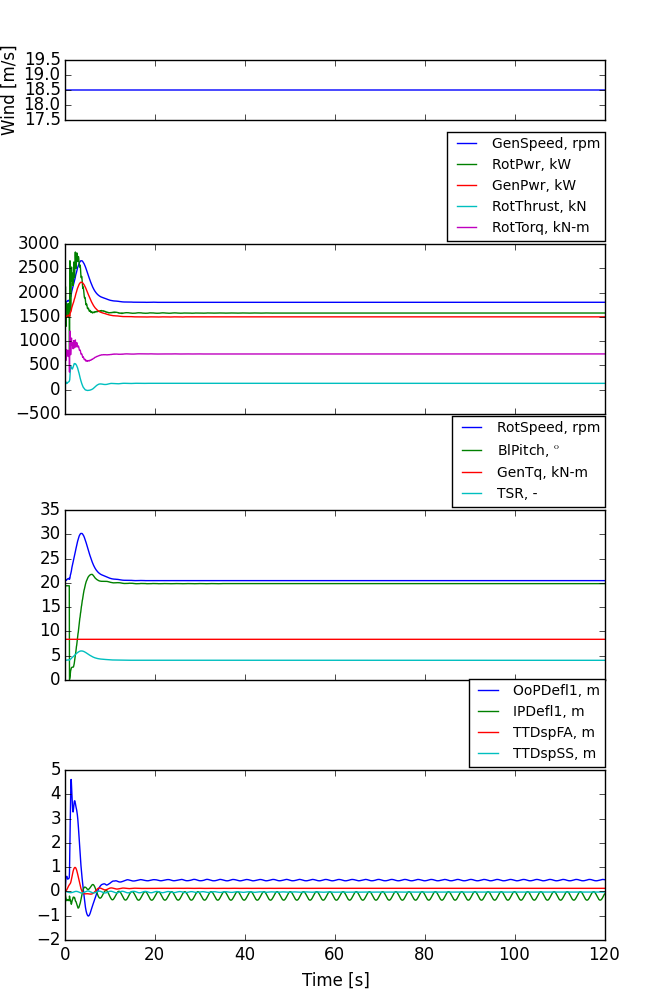 Wind [m/s]
19.5
19.0
18.5
18.0
17.5
GenSpeed, rpm
RotPwr, kW
GenPwr, kW
RotThrust, kN
RotTorq, kN-m
3000
2500
2000
1500
1000
500
0
−500
RotSpeed, rpm
BlPitch, °
GenTq, kN-m
TSR, -
35
30
25
20
15
10
5
0
OoPDefl1, m
IPDefl1, m
TTDspFA, m
TTDspSS, m
5
4
3
2
1
0
−1
−2
0 20 40 60 80 100 120
Time [s]